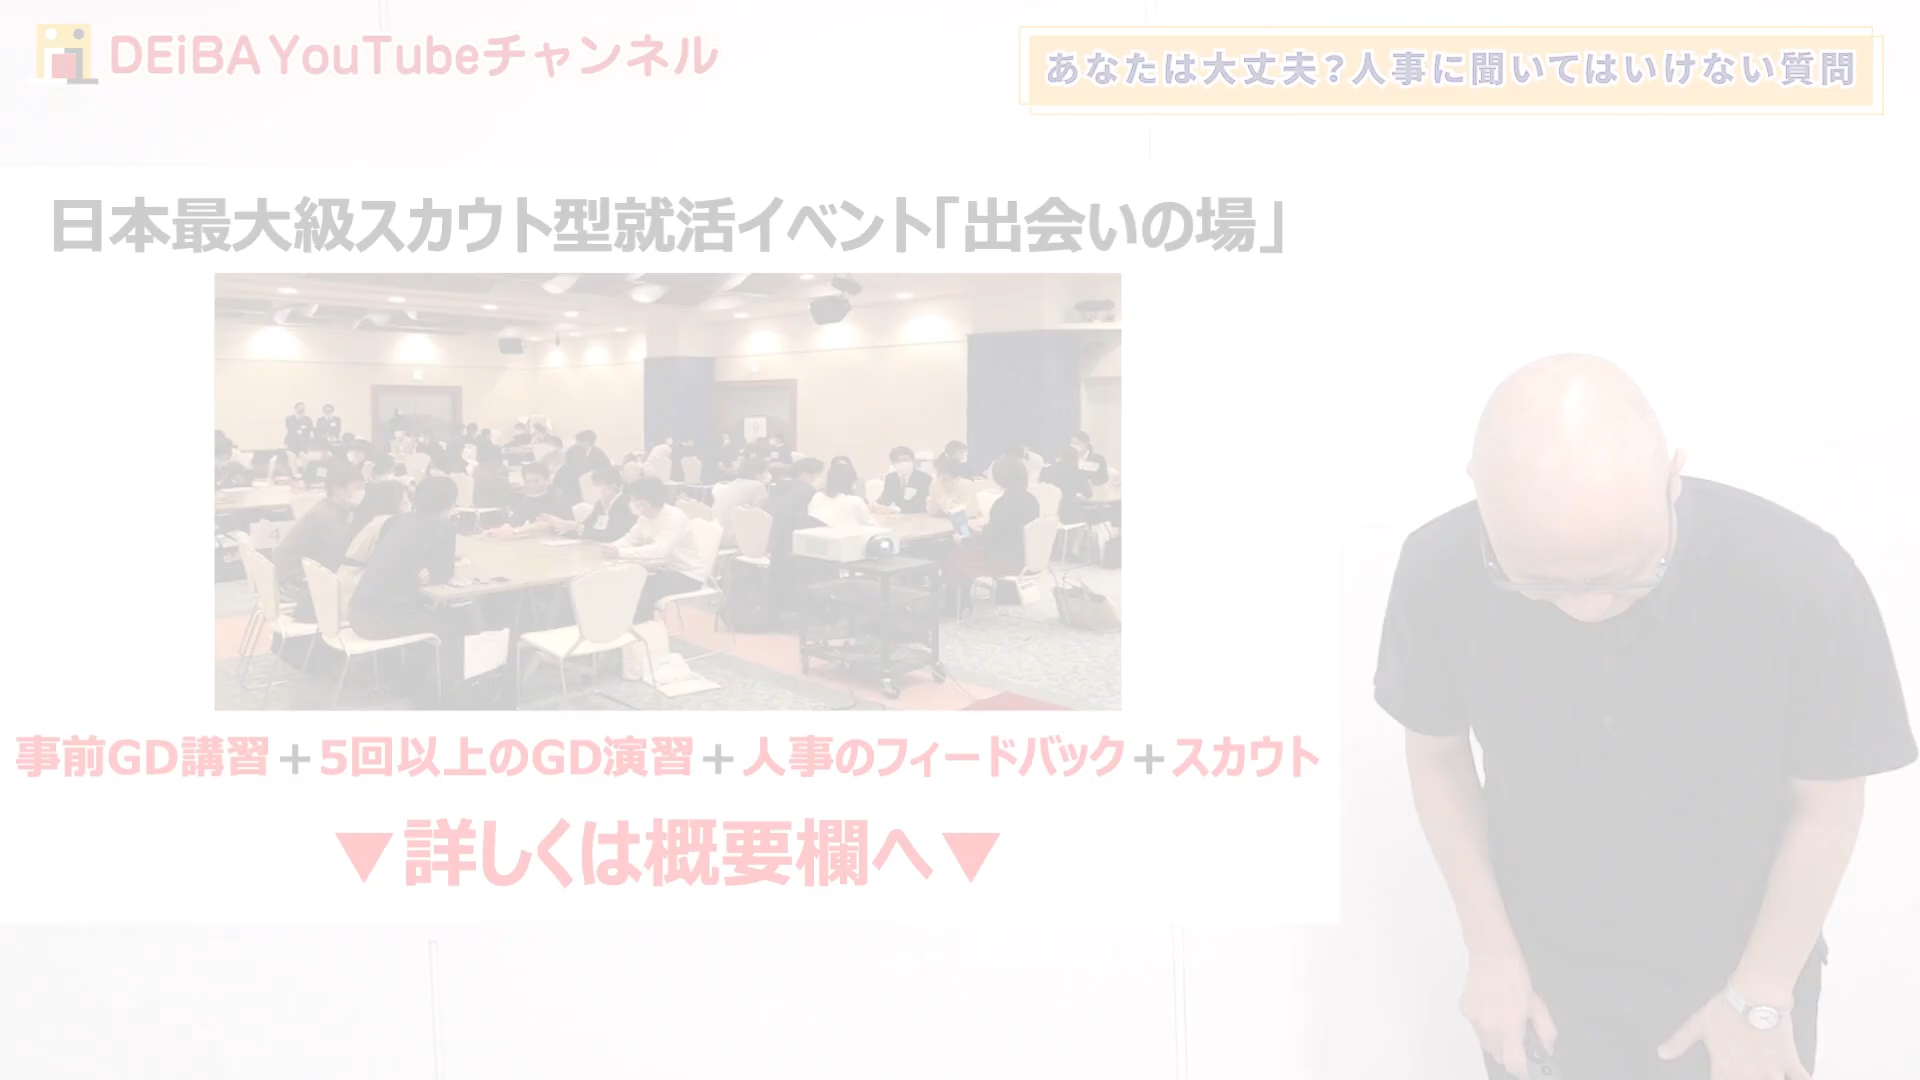 DEiBA YouTubeチャンネル
あなたは大丈夫？人事に聞いてはいけない質問
日本最大級スカウト型就活イベント「出会いの場」
事前GD講習＋5回以上のGD演習＋人事のフィードバック＋スカウト
▼詳しくは概要欄へ▼